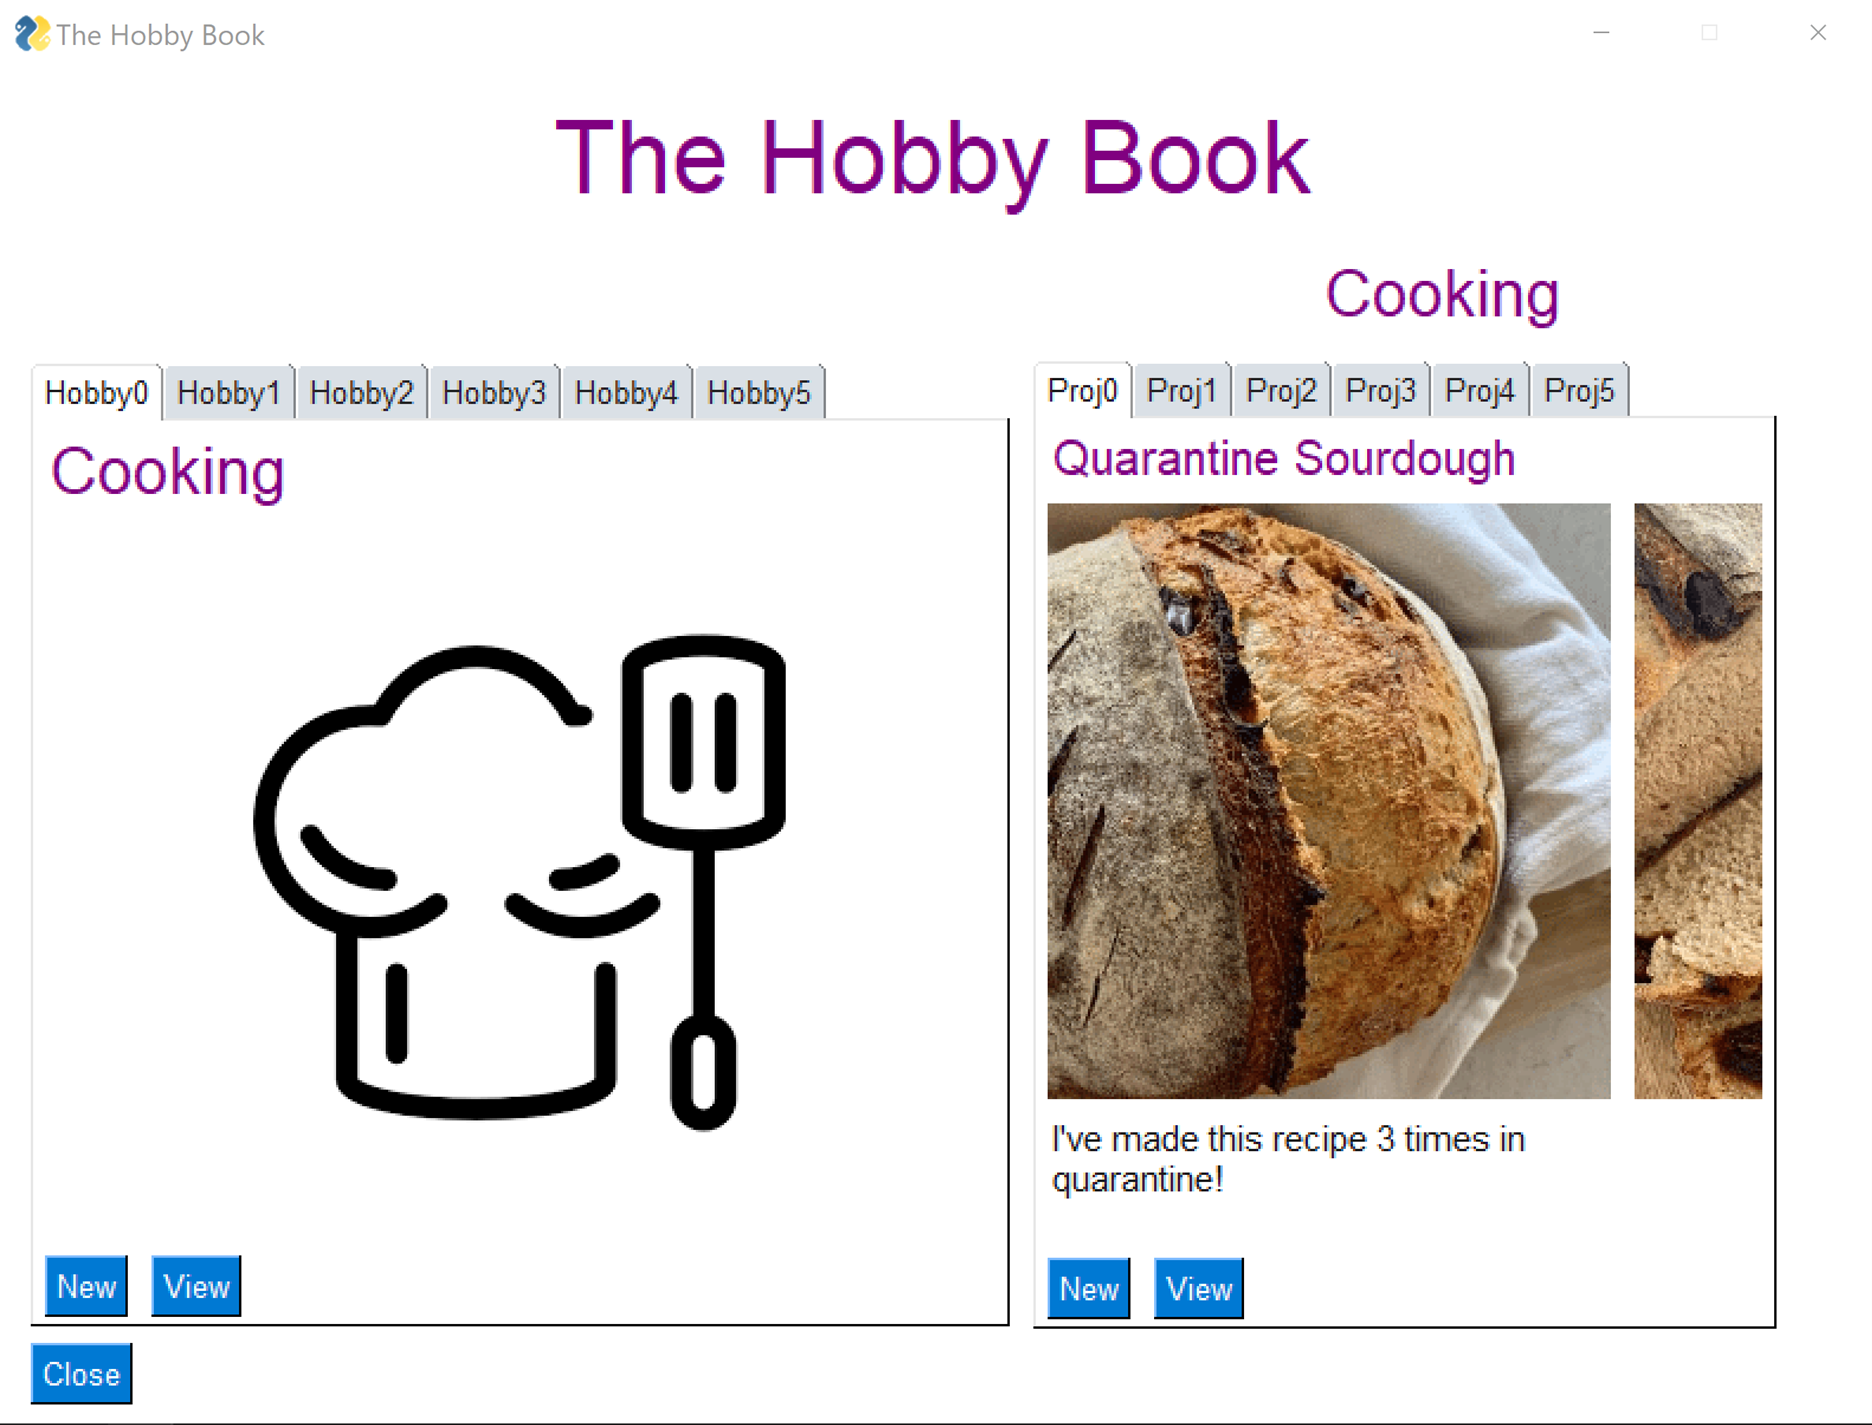 The Hobby Book
The Hobby Book
Cooking
Hobby0 Hobby1 Hobby2 Hobby3 Hobby4 Hobby5
Cooking
New View
Proj0 Proj1 Proj2 Proj3 Proj4 Proj5
Quarantine Sourdough
I've made this recipe 3 times in
quarantine!
New View
Close